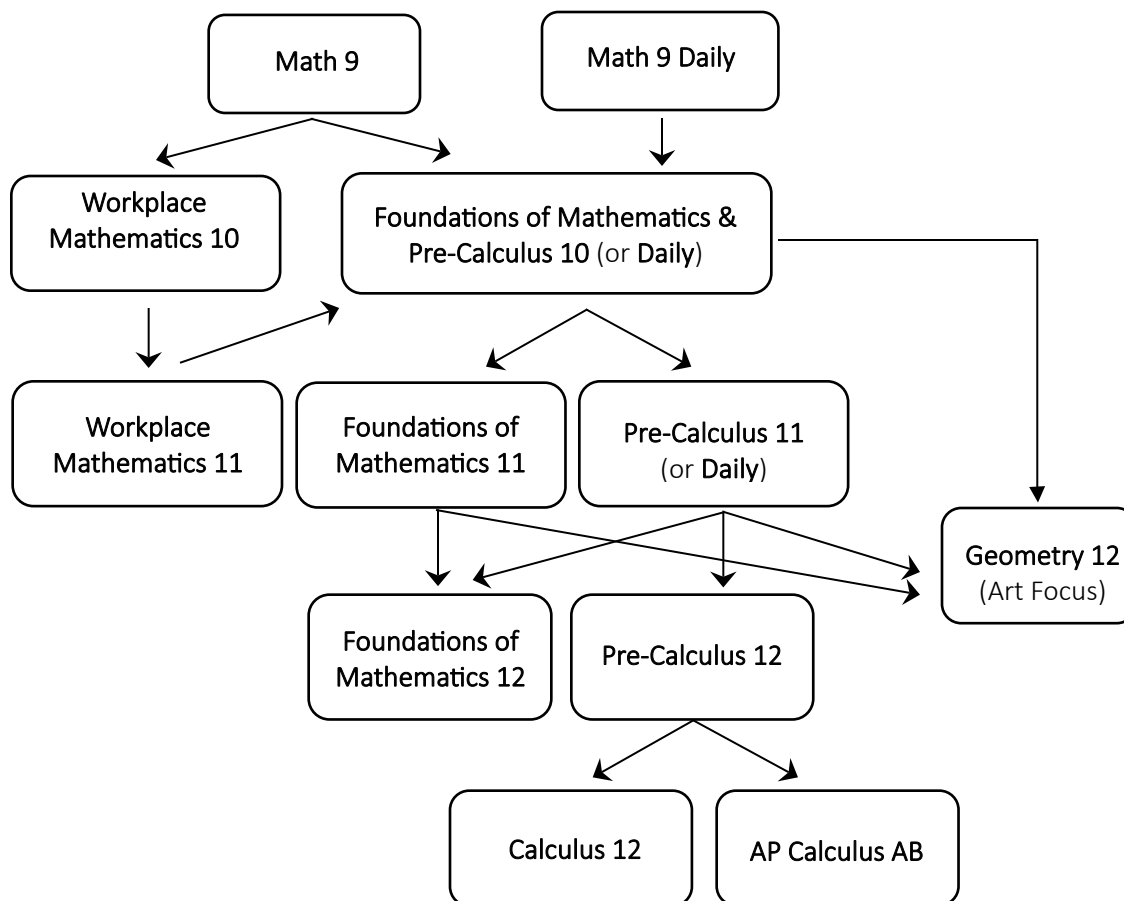 Math 9
Math 9 Daily
Workplace
Mathematics 10
Foundations of Mathematics &
Pre-Calculus 10 (or Daily)
Workplace
Mathematics 11
Foundations of
Mathematics 11
Pre-Calculus 11
(or Daily)
Geometry 12
(Art Focus)
Foundations of
Mathematics 12
Pre-Calculus 12
Calculus 12
AP Calculus AB